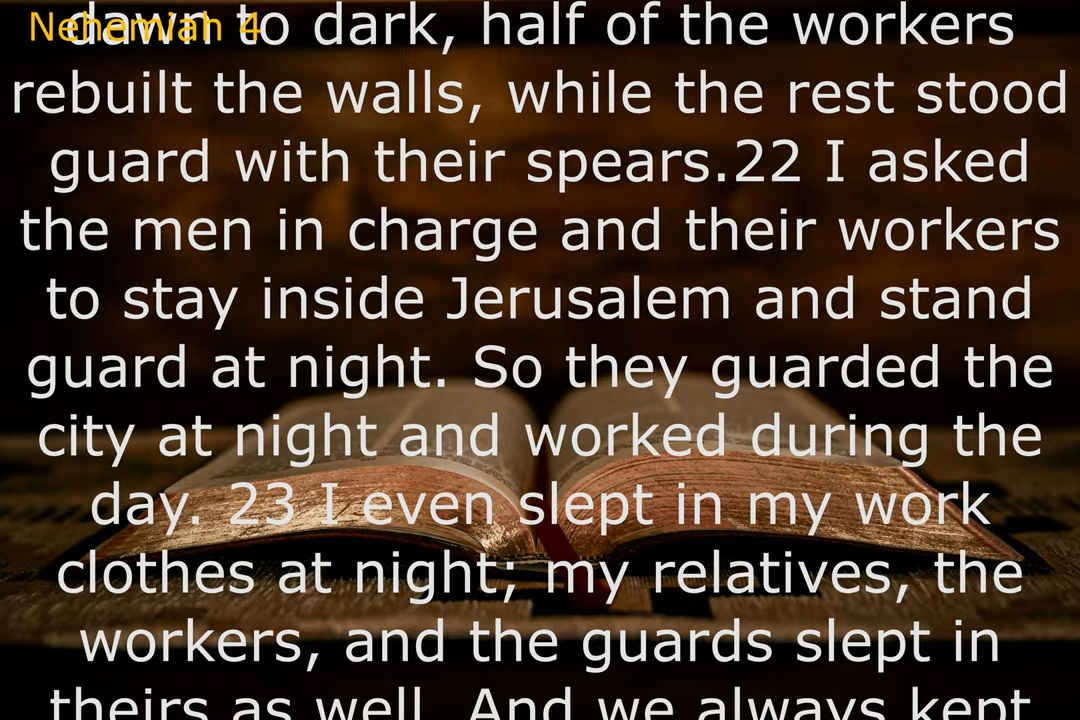 Nehemiah 4
dawn to dark, half of the workers
rebuilt the walls, while the rest stood
guard with their spears.22 I asked
the men in charge and their workers
to stay inside Jerusalem and stand
guard at night. So they guarded the
city at night and worked during the
day. 23 I even slept in my work
clothes at night; my relatives, the
workers, and the guards slept in
theirs as well. And we always kept